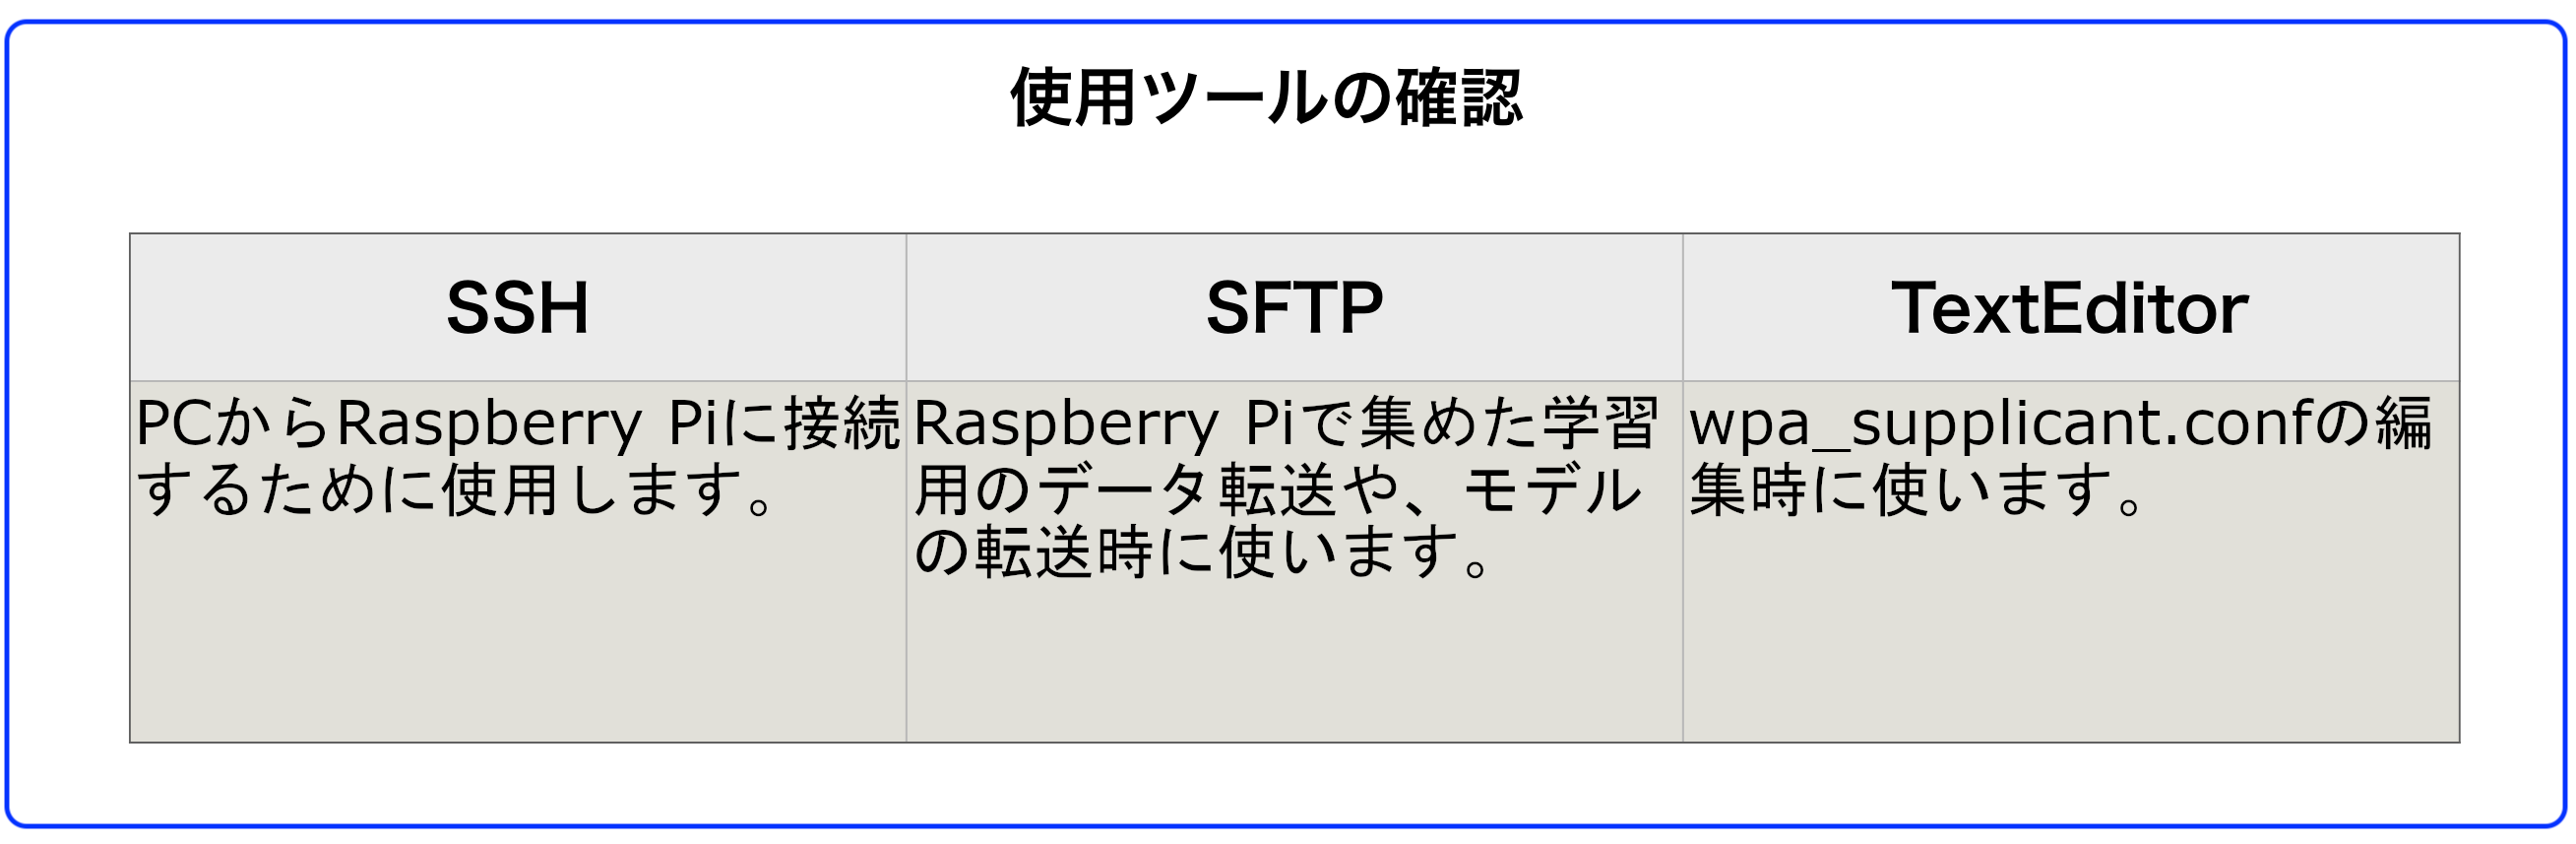 使用ツールの確認
SSH
SFTP
TextEditor
PCからRaspberry Piに接続
するために使用します。
Raspberry Piで集めた学習
用のデータ転送や、モデル
の転送時に使います。
wpa_supplicant.confの編
集時に使います。